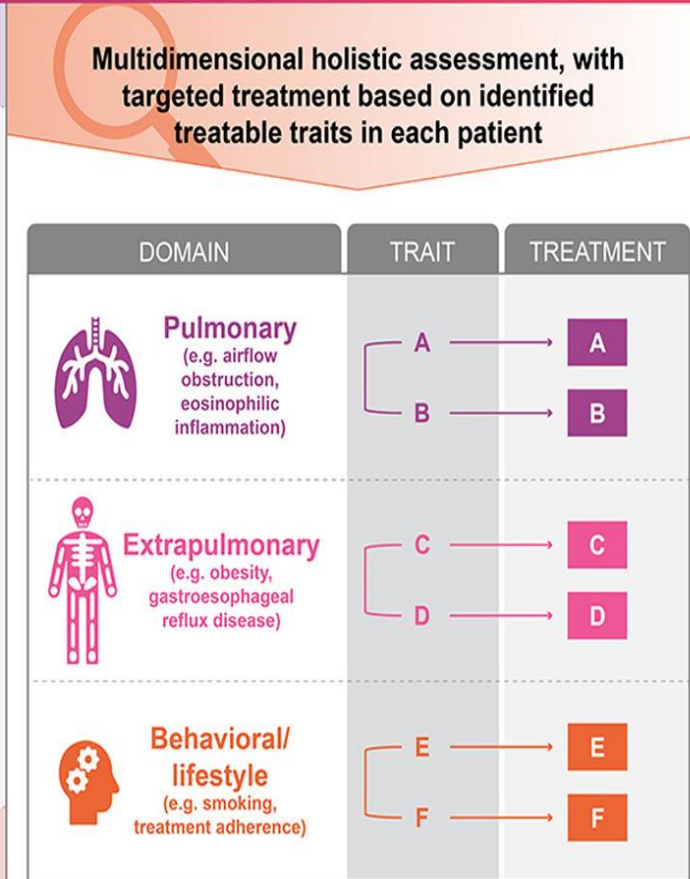 Multidimensional holistic assessment, with
targeted treatment based on identified
treatable traits in each patient
DOMAIN TRAIT TREATMENT
Pulmonary
(e.g. airflow
obstruction,
eosinophilic
inflammation)
A A
B B
Extrapulmonary
(e.g. obesity,
gastroesophageal
reflux disease)
C C
D D
Behavioral/
lifestyle
(e.g. smoking,
treatment adherence)
E E
F F